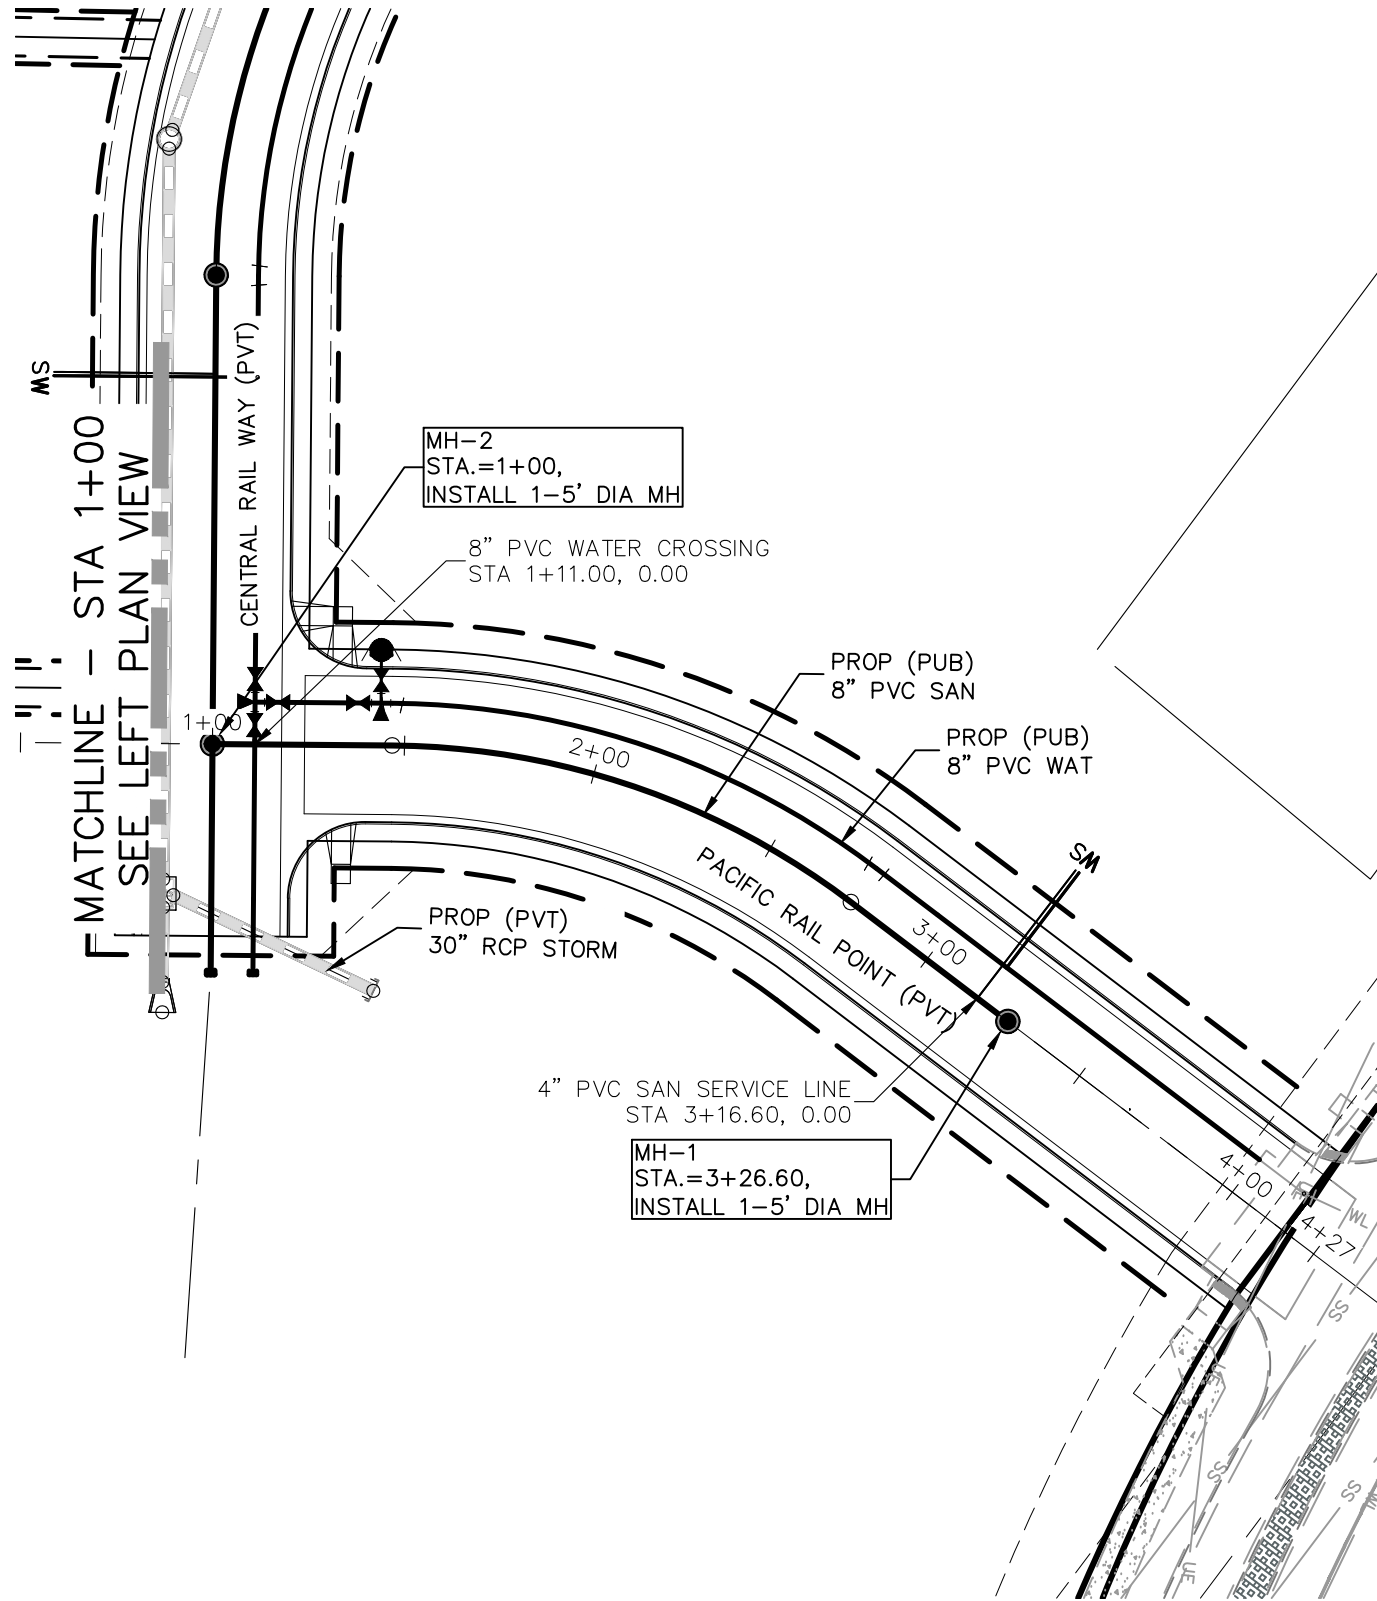 SW
MATCHLINE – STA 1+00
SEE LEFT PLAN VIEW
CENTRAL RAIL WAY (PVT)
MH–2
STA.=1+00,
INSTALL 1–5' DIA MH
8" PVC WATER CROSSING
STA 1+11.00, 0.00
1+00
2+00
PROP (PUB)
8" PVC SAN
PROP (PUB)
8" PVC WAT
SW
PACIFIC RAIL POINT (PVT)
3+00
PROP (PVT)
30" RCP STORM
4" PVC SAN SERVICE LINE
STA 3+16.60, 0.00
MH–1
STA.=3+26.60,
INSTALL 1–5' DIA MH
4+00
WL
4+27
SS
UE
SS
SS
WL
UE